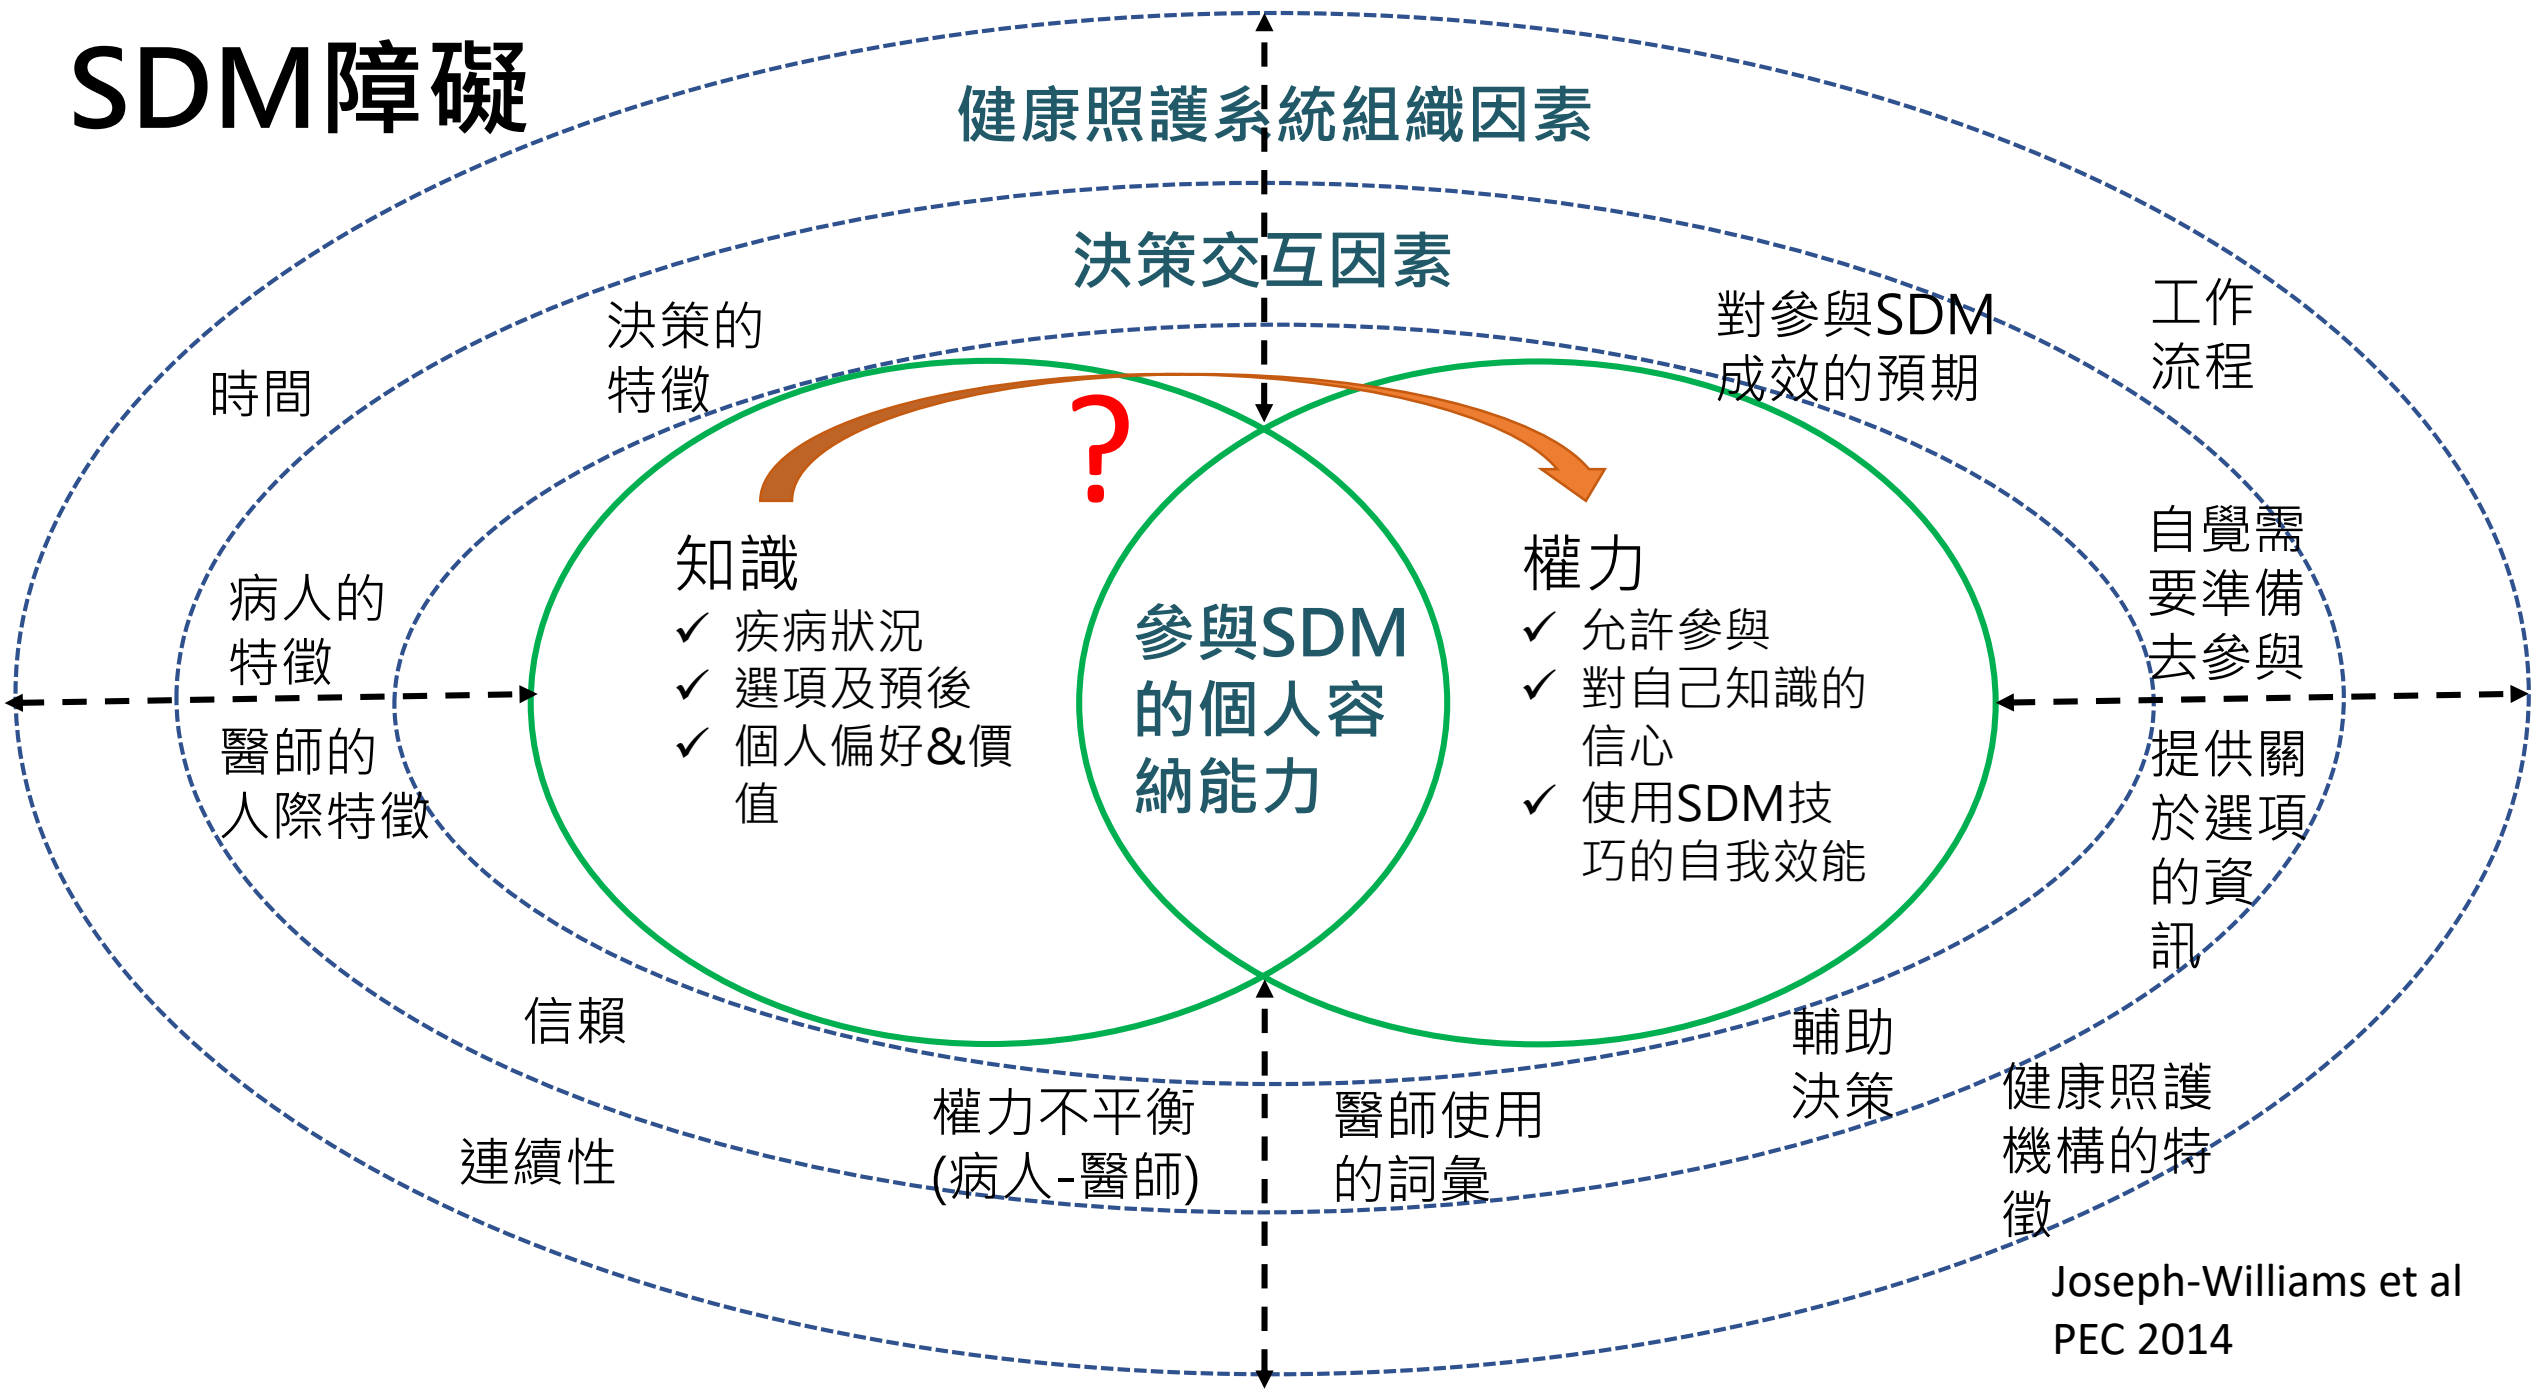 SDM障礙
健康照護系統組織因素
決策交互因素
決策的
特徵
對參與SDM
成效的預期
工作
流程
時間
?
知識
✓ 疾病狀況
✓ 選項及預後
✓ 個人偏好&價
值
參與SDM
的個人容
納能力
權力
✓ 允許參與
✓ 對自己知識的
信心
✓ 使用SDM技
巧的自我效能
病人的
特徵
醫師的
人際特徵
自覺需
要準備
去參與
提供關
於選項
的資
訊
信賴
輔助
決策
連續性
權力不平衡
(病人-醫師)
醫師使用
的詞彙
健康照護
機構的特
徵
Joseph-Williams et al
PEC 2014